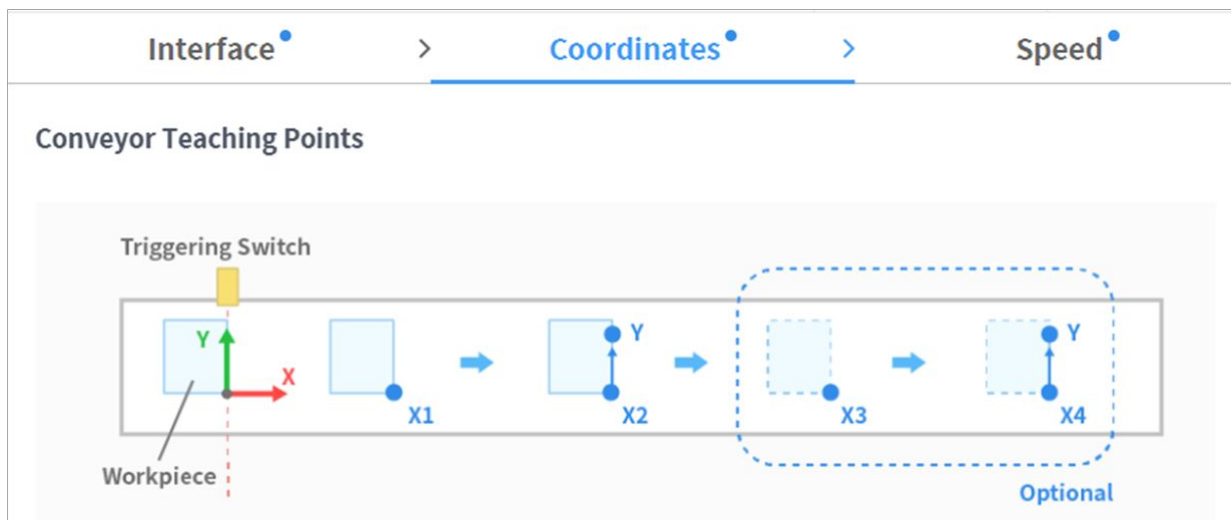 Interface > Coordinates > Speed
Conveyor Teaching Points
Triggering Switch
Y
X
Y
Y
X1
X2
X3
X4
Workpiece
Optional